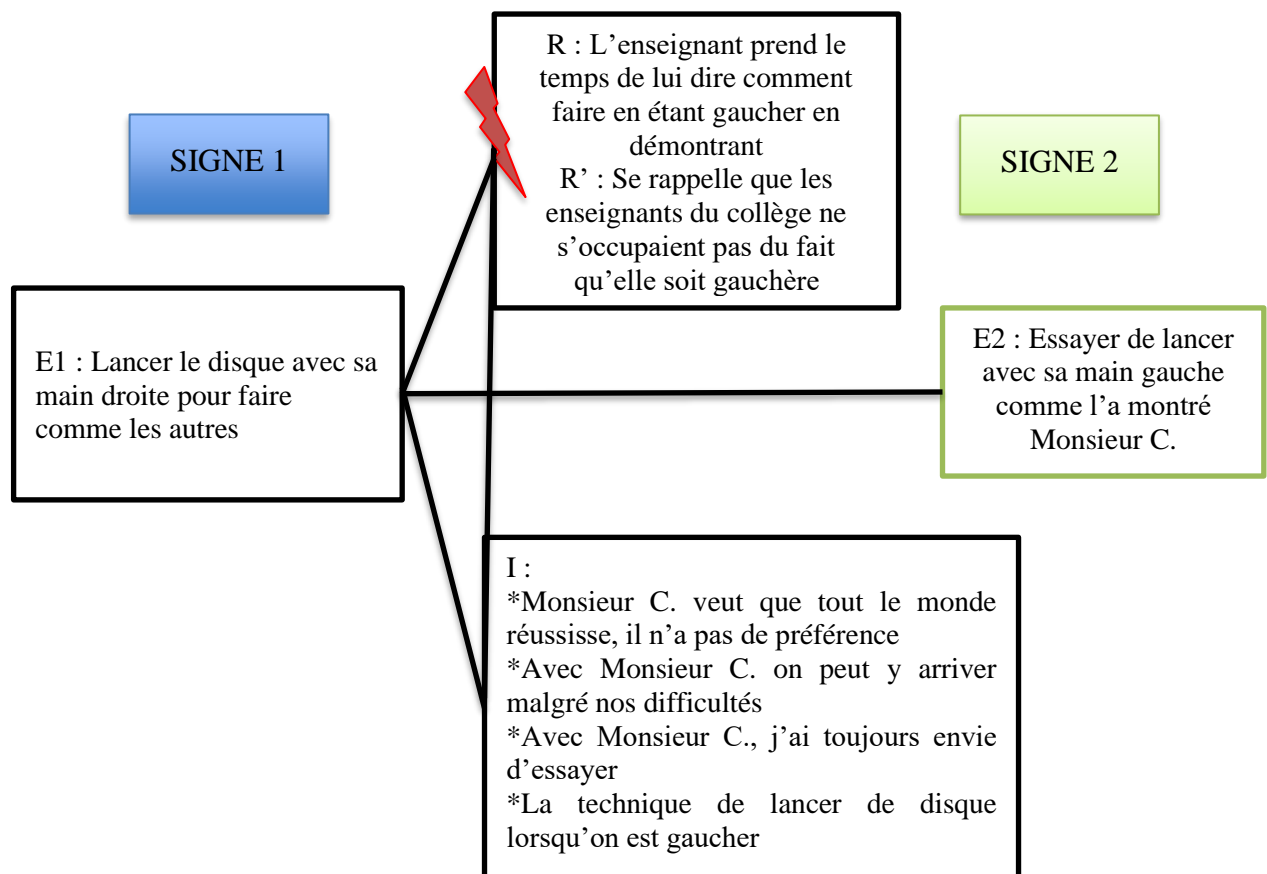 SIGNE 1
R : L’enseignant prend le
temps de lui dire comment
faire en étant gaucher en
démontrant
R’ : Se rappelle que les
enseignants du collège ne
s’occupaient pas du fait
qu’elle soit gauchère
SIGNE 2
E1 : Lancer le disque avec sa
main droite pour faire
comme les autres
E2 : Essayer de lancer
avec sa main gauche
comme l’a montré
Monsieur C.
I :
*Monsieur C. veut que tout le monde
réussisse, il n’a pas de préférence
*Avec Monsieur C. on peut y arriver
malgré nos difficultés
*Avec Monsieur C., j’ai toujours envie
d’essayer
*La technique de lancer de disque
lorsqu’on est gaucher